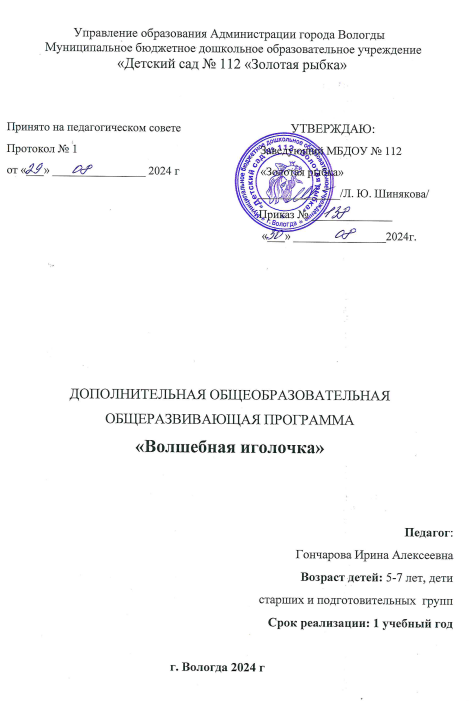 Управление образования Администрации города Вологды
Муниципальное бюджетное дошкольное образовательное учреждение
«Детский сад № 112 «Золотая рыбка»
Принято на педагогическом совете
Протокол № 1
от «29» 08 2024 г
УТВЕРЖДАЮ:
Заведующий МБДОУ № 112
«Золотая рыбка»
/Л. Ю. Шинякова/
Приказ № 138
«30» 08 2024г.
ДОПОЛНИТЕЛЬНАЯ ОБЩЕОБРАЗОВАТЕЛЬНАЯ
ОБЩЕРАЗВИВАЮЩАЯ ПРОГРАММА
«Волшебная иголочка»
Педагог:
Гончарова Ирина Алексеевна
Возраст детей: 5-7 лет, дети
старших и подготовительных групп
Срок реализации: 1 учебный год
г. Вологда 2024 г